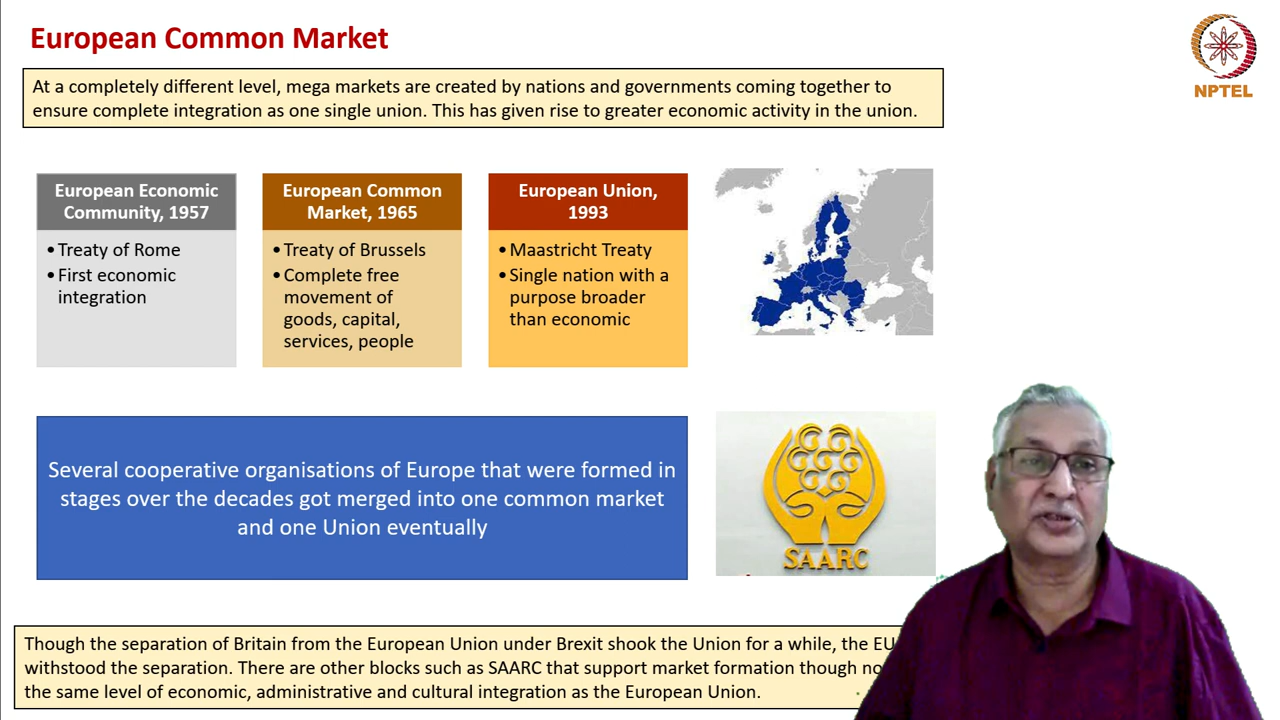 European Common Market
NPTEL
At a completely different level, mega markets are created by nations and governments coming together to
ensure complete integration as one single union. This has given rise to greater economic activity in the union.
European Economic
Community, 1957
• Treaty of Rome
• First economic
integration
European Common
Market, 1965
• Treaty of Brussels
• Complete free
movement of
goods, capital,
services, people
European Union,
1993
• Maastricht Treaty
• Single nation with a
purpose broader
than economic
Several cooperative organisations of Europe that were formed in
stages over the decades got merged into one common market
and one Union eventually
SAARC
Though the separation of Britain from the European Union under Brexit shook the Union for a while, the EU
withstood the separation. There are other blocks such as SAARC that support market formation though
the same level of economic, administrative and cultural integration as the European Union.